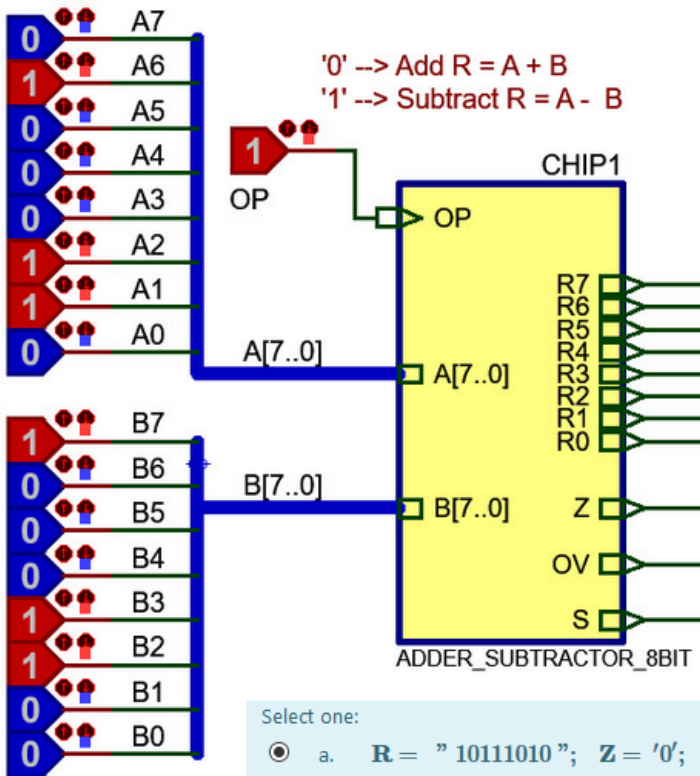 0 A7
1 A6
0 A5
0 A4
0 A3
1 A2
1 A1
0 A0
'0' --> Add R = A + B
'1' --> Subtract R = A - B
1
OP
CHIP1
OP
A[7..0]
A[7..0]
R7
R6
R5
R4
R3
R2
R1
R0
1 B7
0 B6
0 B5
0 B4
1 B3
1 B2
0 B1
0 B0
B[7..0]
B[7..0]
Z
OV
S
ADDER_SUBTRACTOR_8BIT
Select one:
a. R = " 10111010 "; Z = '0';